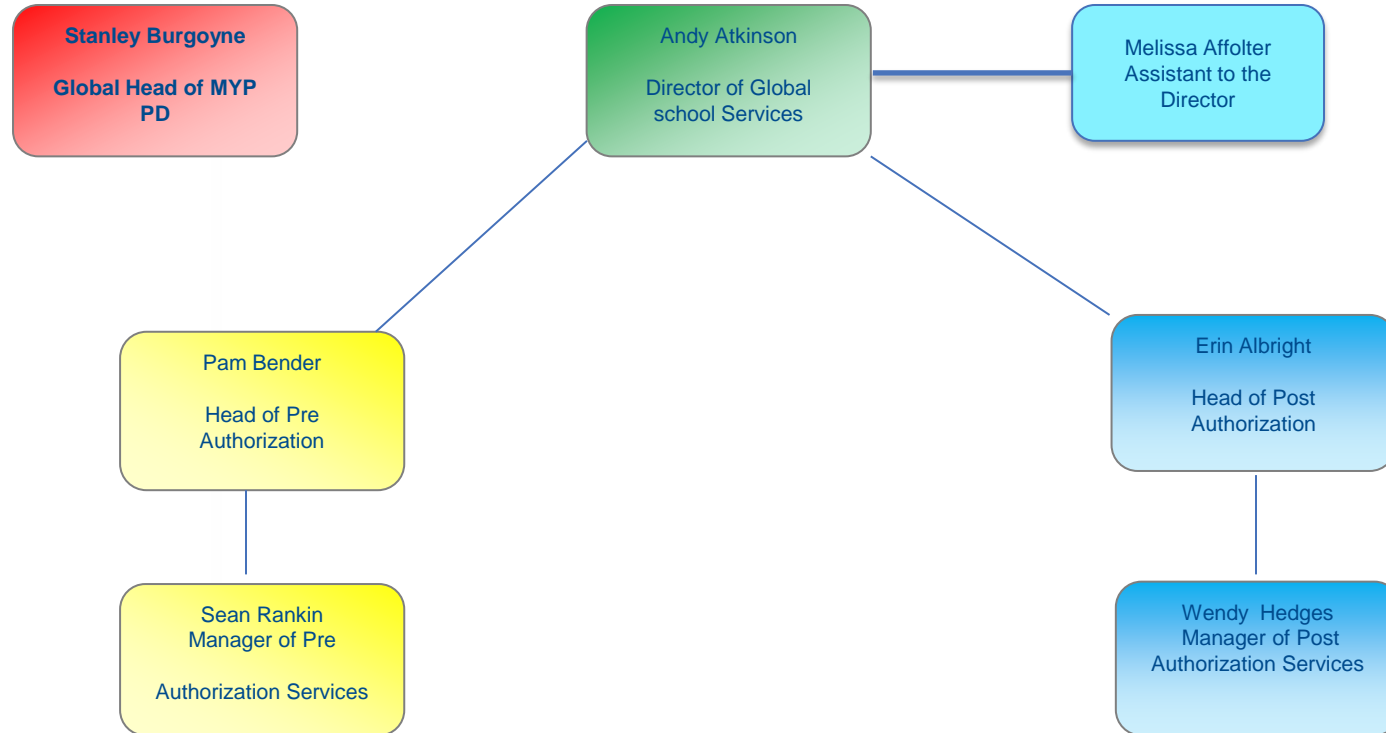 Stanley Burgoyne
Global Head of MYP
PD
Andy Atkinson
Director of Global
school Services
Melissa Affolter
Assistant to the
Director
Pam Bender
Head of Pre
Authorization
Erin Albright
Head of Post
Authorization
Sean Rankin
Manager of Pre
Authorization Services
Wendy  Hedges
Manager of Post
Authorization Services